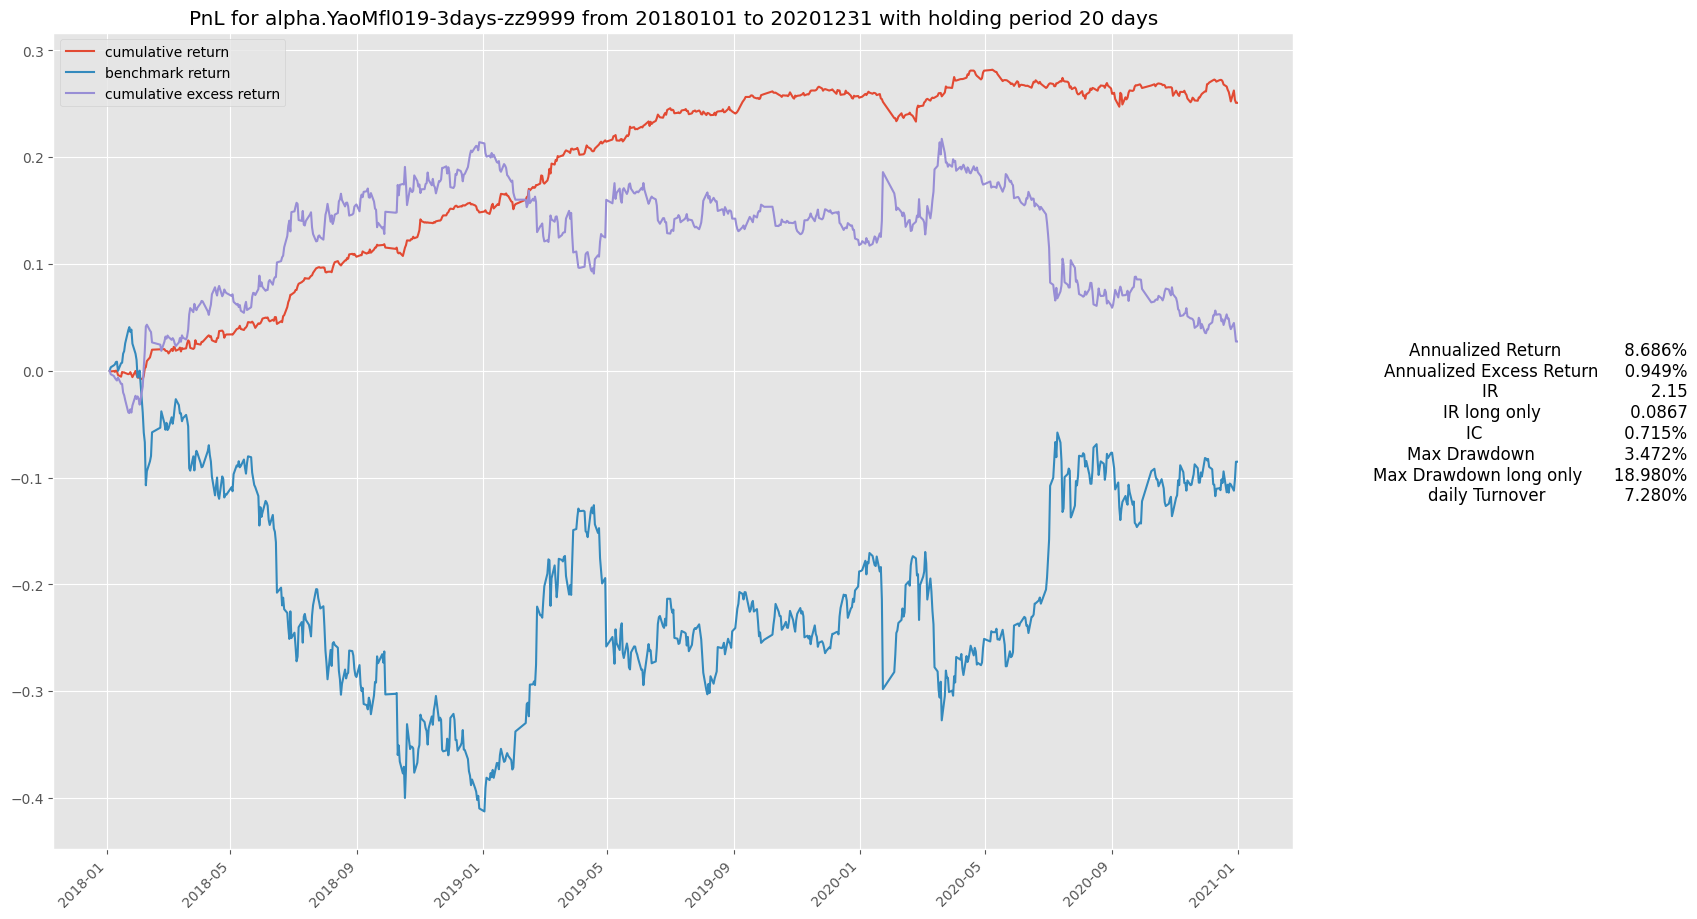 PnL for alpha.YaoMfl019-3days-zz9999 from 20180101 to 20201231 with holding period 20 days
cumulative return
benchmark return
cumulative excess return
0.3
0.2
0.1
0.0
−0.1
−0.2
−0.3
−0.4
2018-01
2018-05
2018-09
2019-01
2019-05
2019-09
2020-01
2020-05
2020-09
2021-01
Annualized Return 8.686%
Annualized Excess Return 0.949%
IR 2.15
IR long only 0.0867
IC 0.715%
Max Drawdown 3.472%
Max Drawdown long only 18.980%
daily Turnover 7.280%